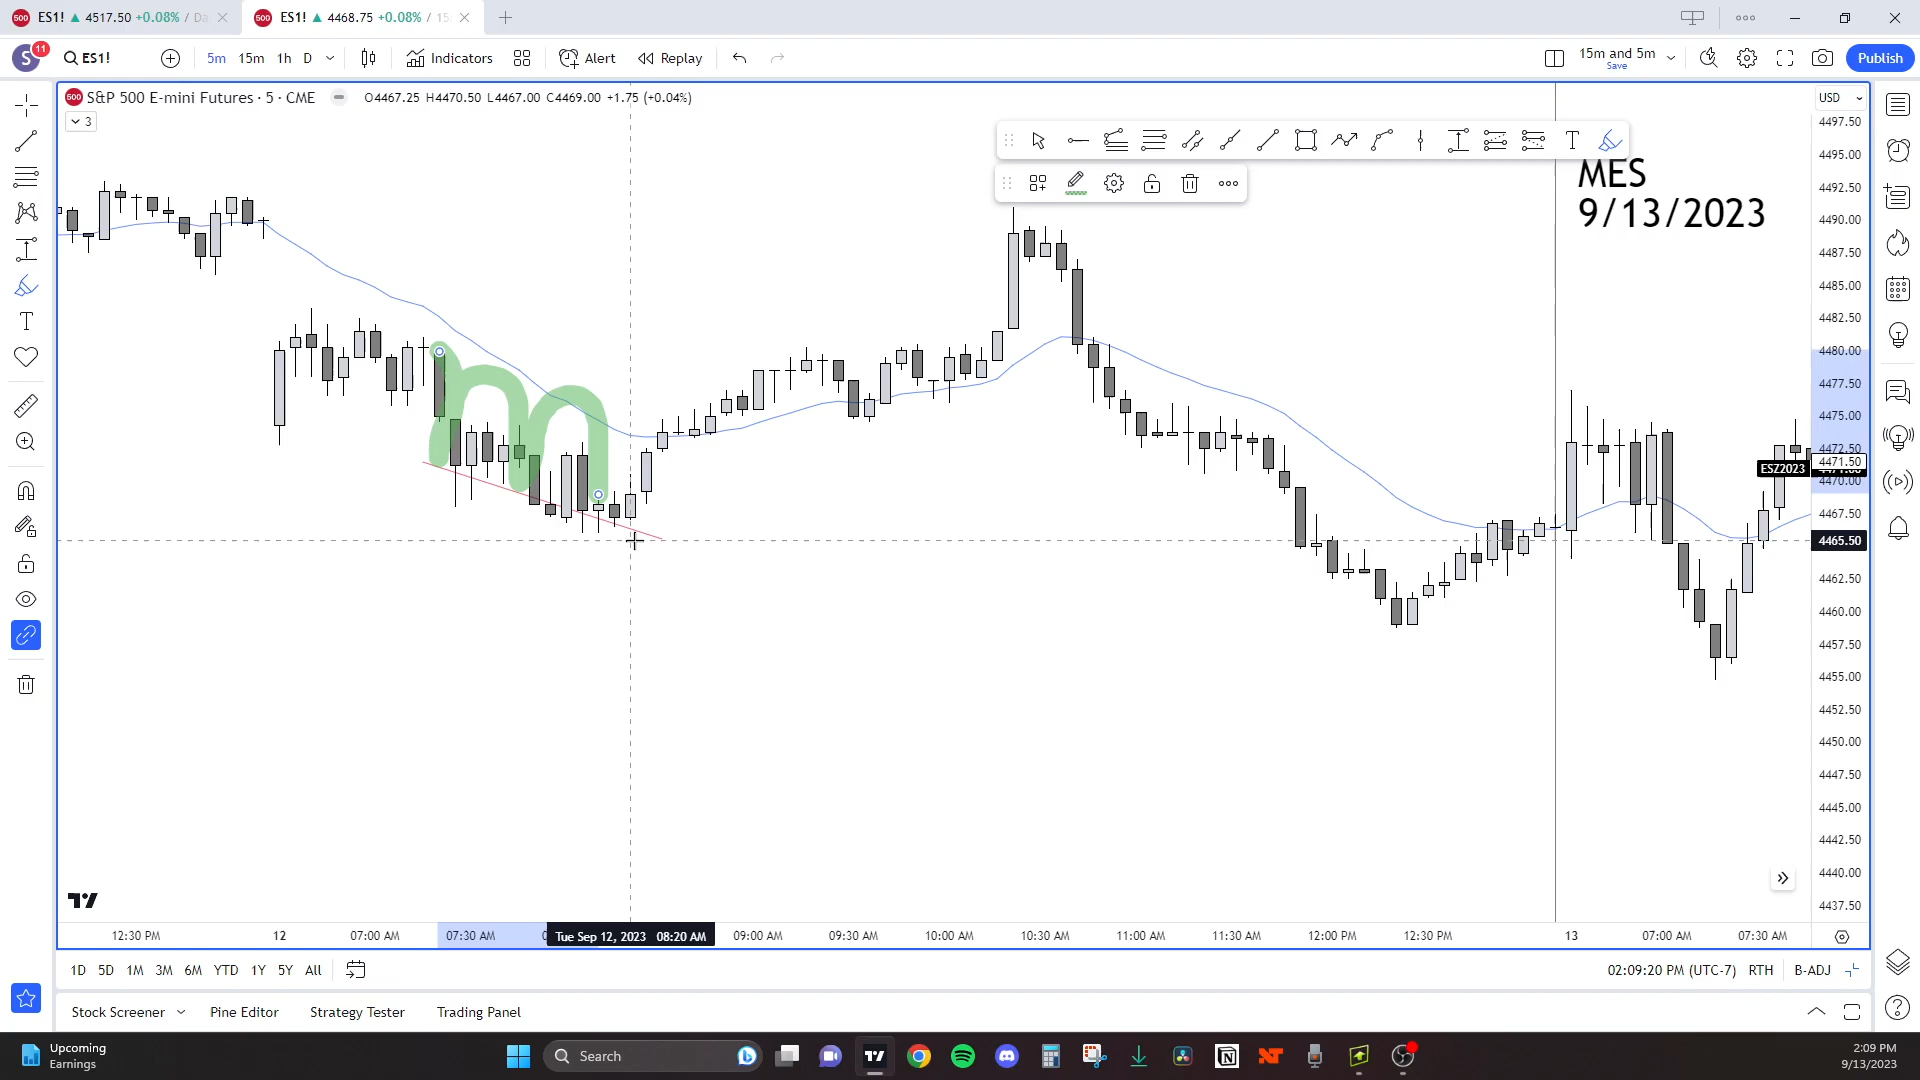 500 ES1! ▲ 4517.50 +0.08% / Da
500 ES1! ▲ 4468.75 +0.08% / 15
S 11
ES1!
5m 15m 1h D
Indicators
Alert
Replay
15m and 5m
Save
Publish
500 S&P 500 E-mini Futures · 5 · CME
O4467.25 H4470.50 L4467.00 C4469.00 +1.75 (+0.04%)
3
USD
MES
9/13/2023
m
4497.50
4495.00
4492.50
4490.00
4487.50
4485.00
4482.50
4480.00
4477.50
4475.00
4472.50
4471.50
ESZ2023
4470.00
4467.50
4465.50
4462.50
4460.00
4457.50
4455.00
4452.50
4450.00
4447.50
4445.00
4442.50
4440.00
4437.50
12:30 PM 12 07:00 AM 07:30 AM Tue Sep 12, 2023 08:20 AM 09:00 AM 09:30 AM 10:00 AM 10:30 AM 11:00 AM 11:30 AM 12:00 PM 12:30 PM 13 07:00 AM 07:30 AM
1D 5D 1M 3M 6M YTD 1Y 5Y All
02:09:20 PM (UTC-7) RTH B-ADJ
Stock Screener Pine Editor Strategy Tester Trading Panel
Upcoming
Earnings
Search
2:09 PM
9/13/2023